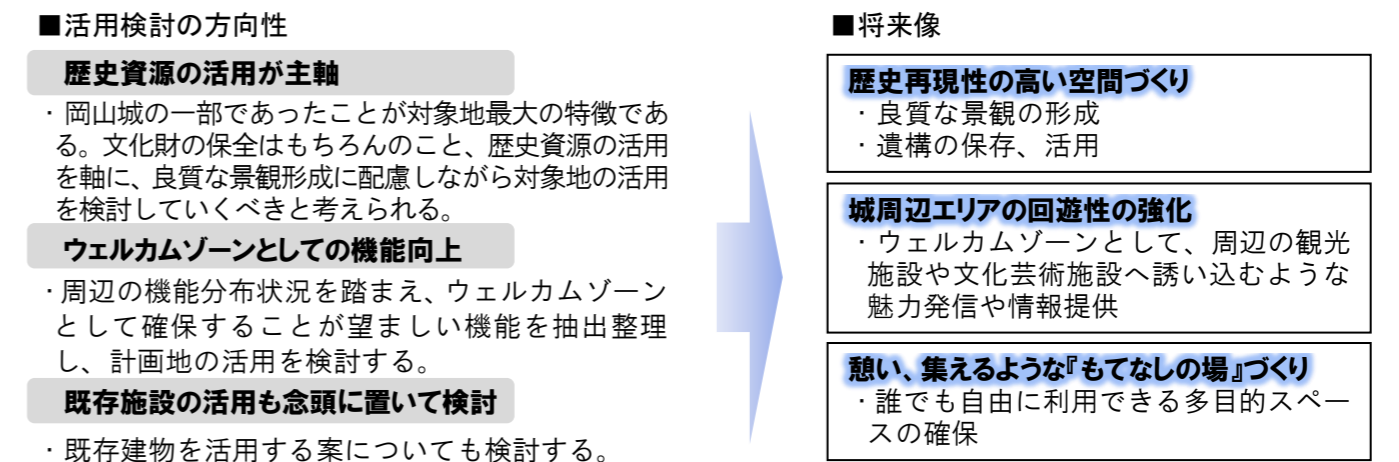 ■活用検討の方向性
歴史資源の活用が主軸
・岡山城の一部であったことが対象地最大の特徴であ
る。文化財の保全はもちろんのこと、歴史資源の活用
を軸に、良質な景観形成に配慮しながら対象地の活用
を検討していくべきと考えられる。
ウェルカムゾーンとしての機能向上
・周辺の機能分布状況を踏まえ、ウェルカムゾーン
として確保することが望ましい機能を抽出整理
し、計画地の活用を検討する。
既存施設の活用も念頭に置いて検討
・既存建物を活用する案についても検討する。
■将来像
歴史再現性の高い空間づくり
・良質な景観の形成
・遺構の保存、活用
城周辺エリアの回遊性の強化
・ウェルカムゾーンとして、周辺の観光
施設や文化芸術施設へ誘い込むような
魅力発信や情報提供
憩い、集えるような『もてなしの場』づくり
・誰でも自由に利用できる多目的スペー
スの確保